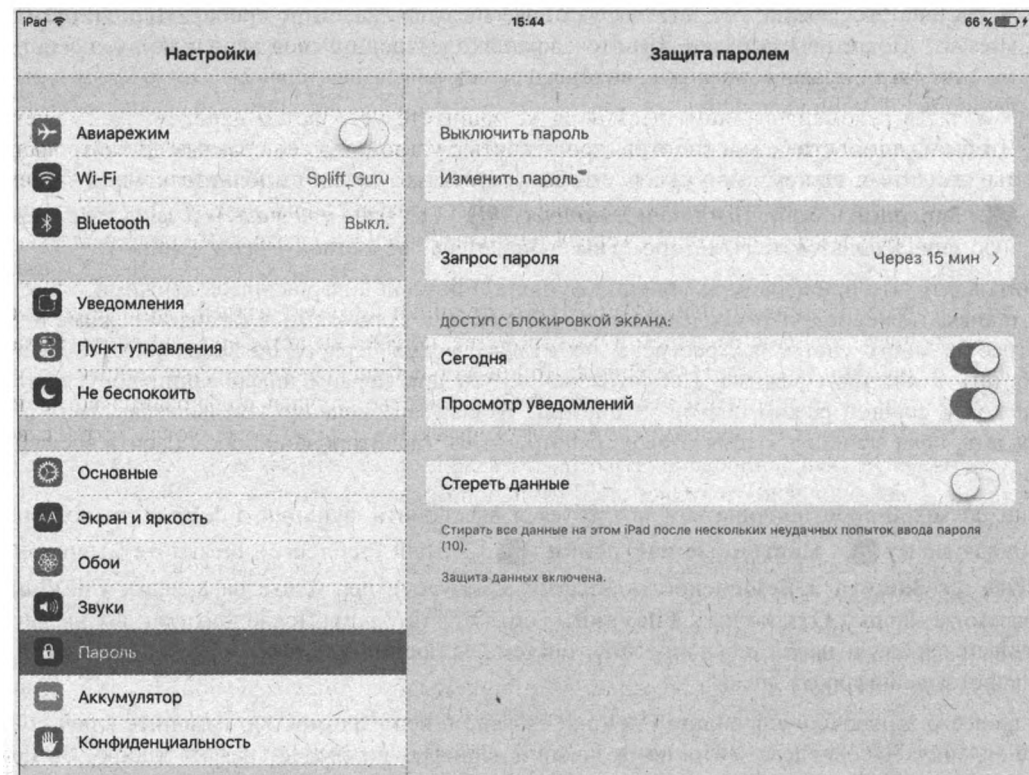 iPad 15:44 66 %
Настройки
Авиарежим
Wi-Fi Spliff_Guru
Bluetooth Выкл.
Уведомления
Пункт управления
Не беспокоить
Основные
Экран и яркость
Обои
Звуки
Пароль
Аккумулятор
Конфиденциальность
Защита паролем
Выключить пароль
Изменить пароль
Запрос пароля Через 15 мин >
ДОСТУП С БЛОКИРОВКОЙ ЭКРАНА:
Сегодня
Просмотр уведомлений
Стереть данные
Стирать все данные на этом iPad после нескольких неудачных попыток ввода пароля
(10).
Защита данных включена.